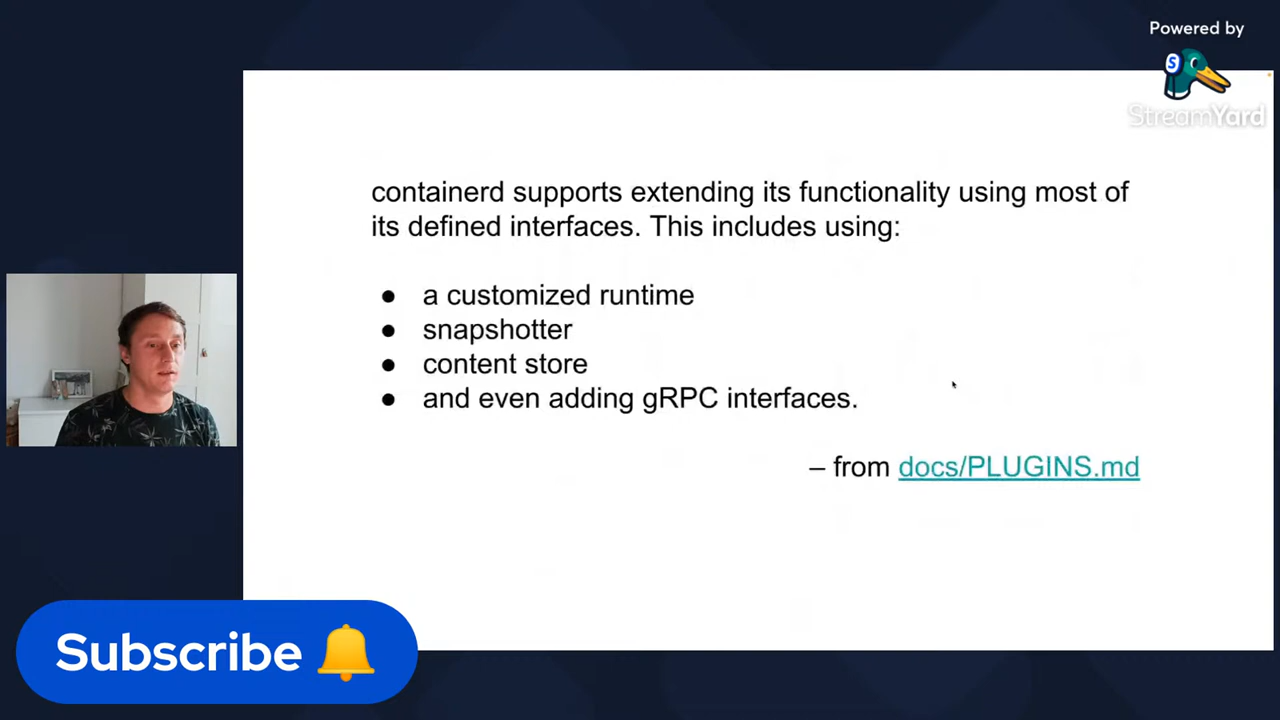 Powered by
StreamYard
containerd supports extending its functionality using most of
its defined interfaces. This includes using:
● a customized runtime
● snapshotter
● content store
● and even adding gRPC interfaces.
– from docs/PLUGINS.md
Subscribe